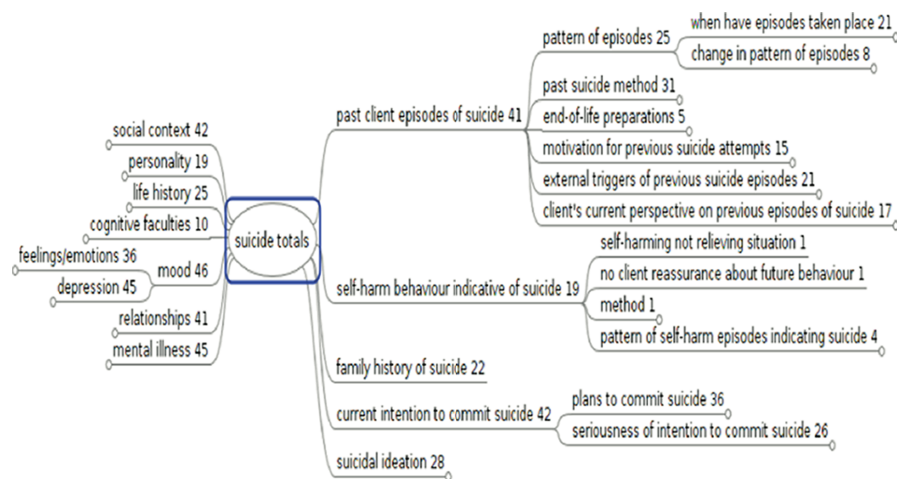 when have episodes taken place 21
pattern of episodes 25
change in pattern of episodes 8
past suicide method 31
past client episodes of suicide 41
end-of-life preparations 5
social context 42
motivation for previous suicide attempts 15
personality 19
external triggers of previous suicide episodes 21
life history 25
client's current perspective on previous episodes of suicide 17
cognitive faculties 10
suicide totals
self-harming not relieving situation 1
feelings/emotions 36
mood 46
no client reassurance about future behaviour 1
depression 45
self-harm behaviour indicative of suicide 19
method 1
relationships 41
pattern of self-harm episodes indicating suicide 4
mental illness 45
family history of suicide 22
plans to commit suicide 36
current intention to commit suicide 42
seriousness of intention to commit suicide 26
suicidal ideation 28